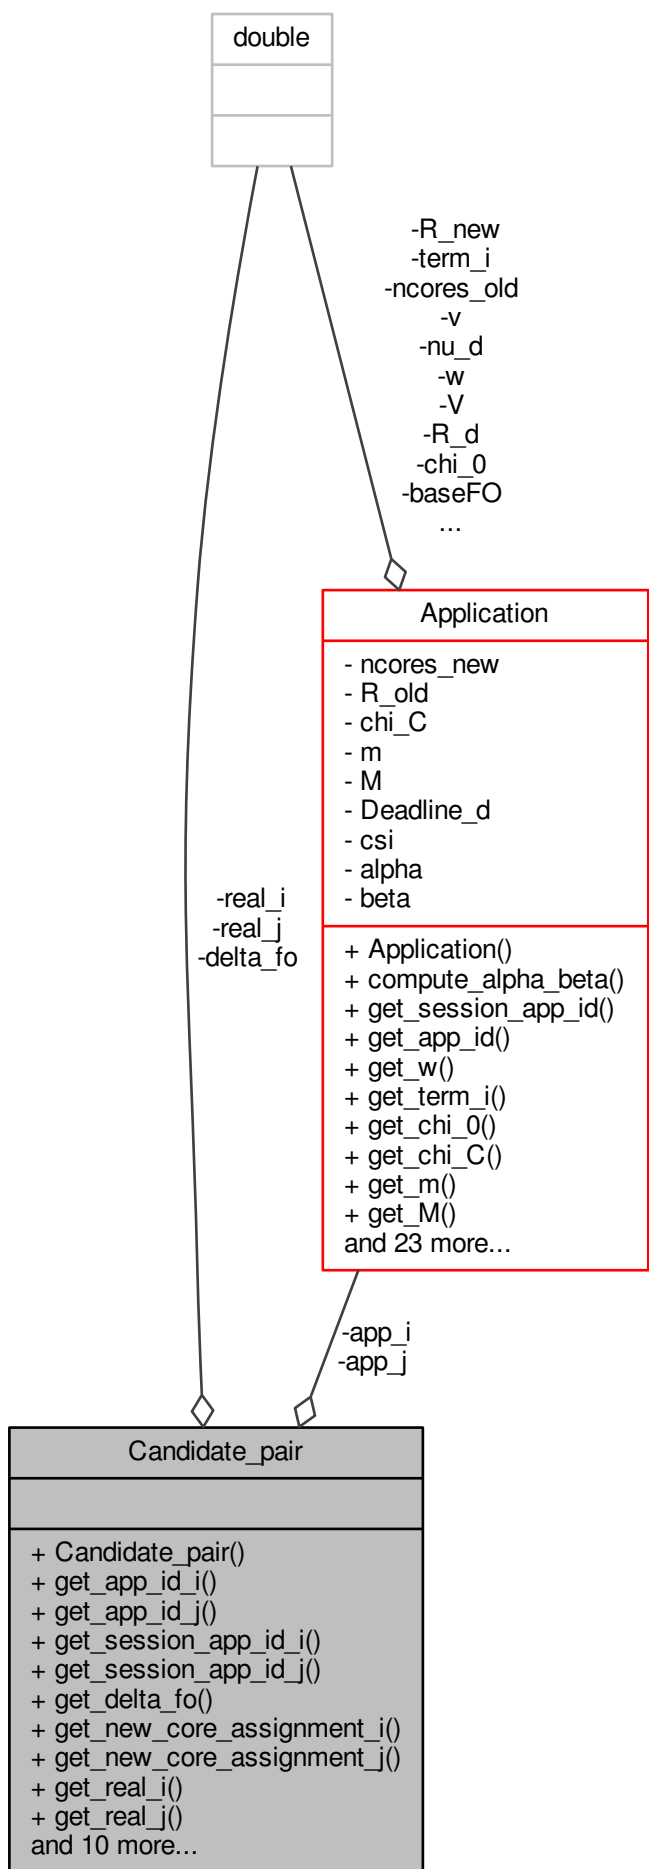 double
-R_new
-term_i
-ncores_old
-v
-nu_d
-w
-V
-R_d
-chi_0
-baseFO
...
Application
- ncores_new
- R_old
- chi_C
- m
- M
- Deadline_d
- csi
- alpha
- beta
+ Application()
+ compute_alpha_beta()
+ get_session_app_id()
+ get_app_id()
+ get_w()
+ get_term_i()
+ get_chi_0()
+ get_chi_C()
+ get_m()
+ get_M()
and 23 more...
-real_i
-real_j
-delta_fo
-app_i
-app_j
Candidate_pair
+ Candidate_pair()
+ get_app_id_i()
+ get_app_id_j()
+ get_session_app_id_i()
+ get_session_app_id_j()
+ get_delta_fo()
+ get_new_core_assignment_i()
+ get_new_core_assignment_j()
+ get_real_i()
+ get_real_j()
and 10 more...